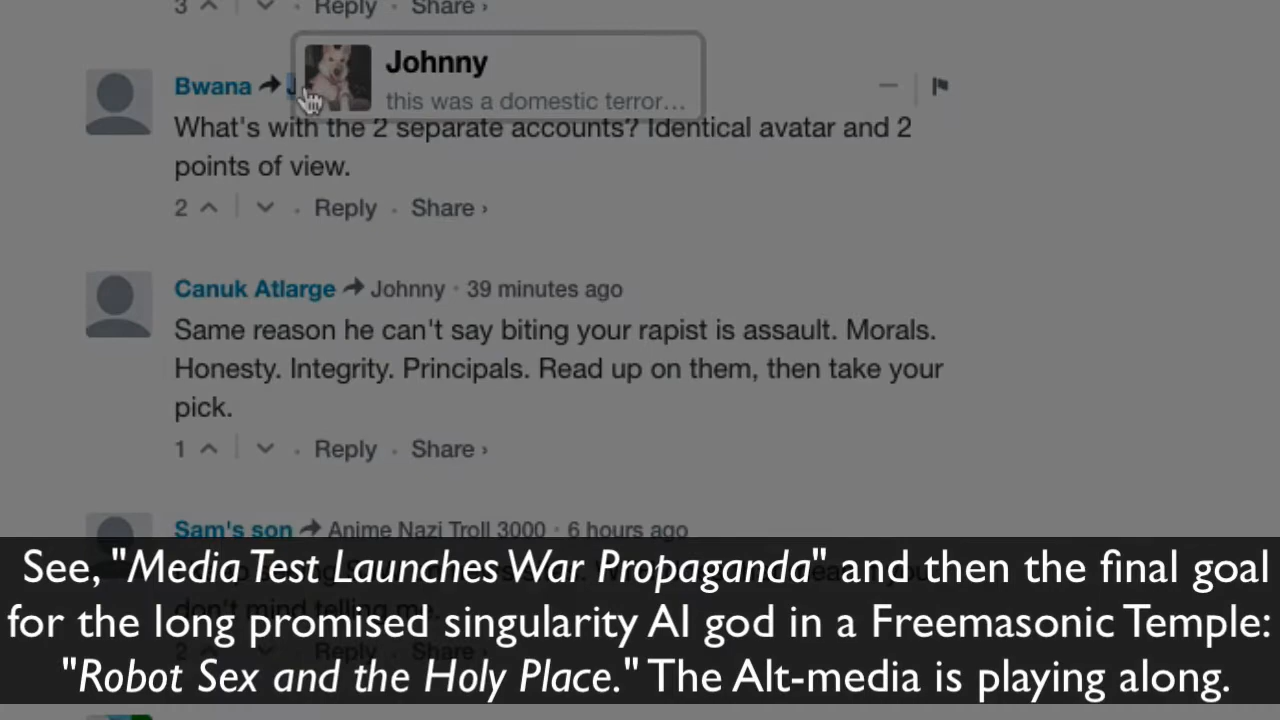 3 Reply Share ›
Johnny
this was a domestic terror...
Bwana
What's with the 2 separate accounts? Identical avatar and 2
points of view.
2 Reply Share ›
Canuk Atlarge Johnny · 39 minutes ago
Same reason he can't say biting your rapist is assault. Morals.
Honesty. Integrity. Principals. Read up on them, then take your
pick.
1 Reply Share ›
Sam's son Anime Nazi Troll 3000 · 6 hours ago
don't mind telling me.
2 Reply Share ›
See, "Media Test Launches War Propaganda" and then the final goal
for the long promised singularity AI god in a Freemasonic Temple:
"Robot Sex and the Holy Place." The Alt-media is playing along.